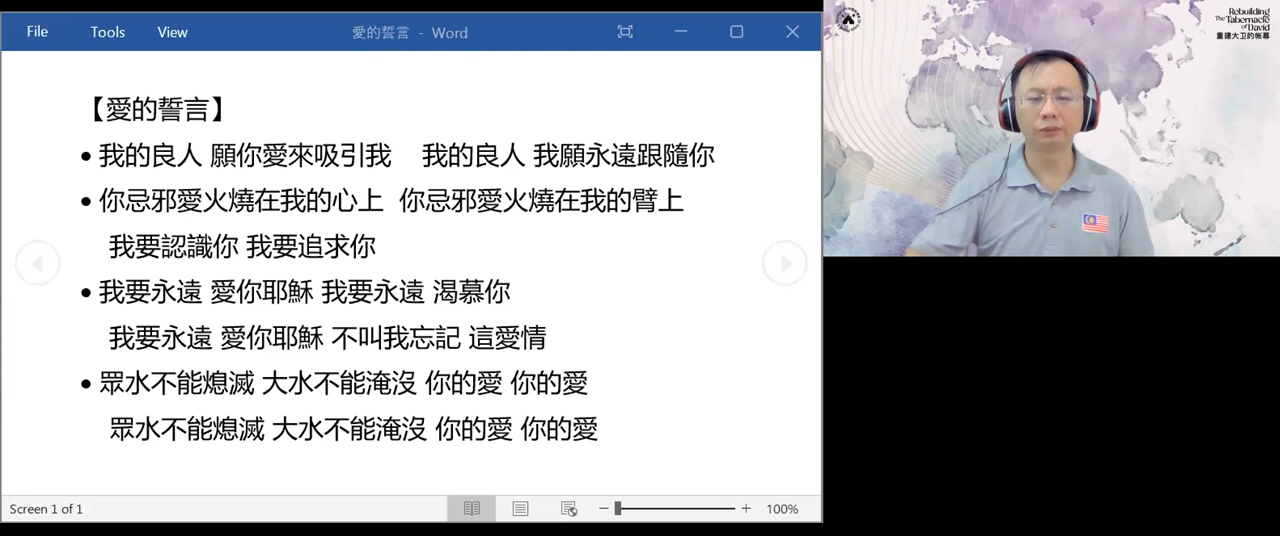 File Tools View 愛的誓言 - Word
【愛的誓言】
• 我的良人 願你愛來吸引我 我的良人 我願永遠跟隨你
• 你忌邪愛火燒在我的心上 你忌邪愛火燒在我的臂上
我要認識你 我要追求你
• 我要永遠 愛你耶穌 我要永遠 渴慕你
我要永遠 愛你耶穌 不叫我忘記 這愛情
• 眾水不能熄滅 大水不能淹沒 你的愛 你的愛
眾水不能熄滅 大水不能淹沒 你的愛 你的愛
Screen 1 of 1 100%
Rebuilding
The Tabernacle
of David
重建大卫的帐幕